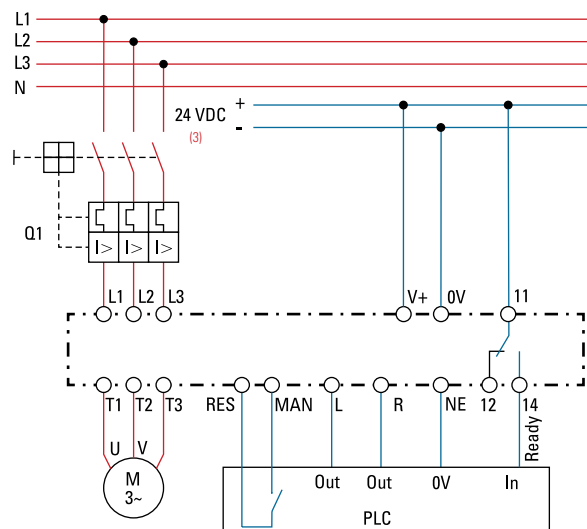 L1
L2
L3
N
24 VDC
(3)
+
-
Q1
I> I> I>
L1 L2 L3 V+ 0V 11
T1 T2 T3 RES MAN L R NE 12 14
U V
M
3~
Ready
Out Out 0V In
PLC